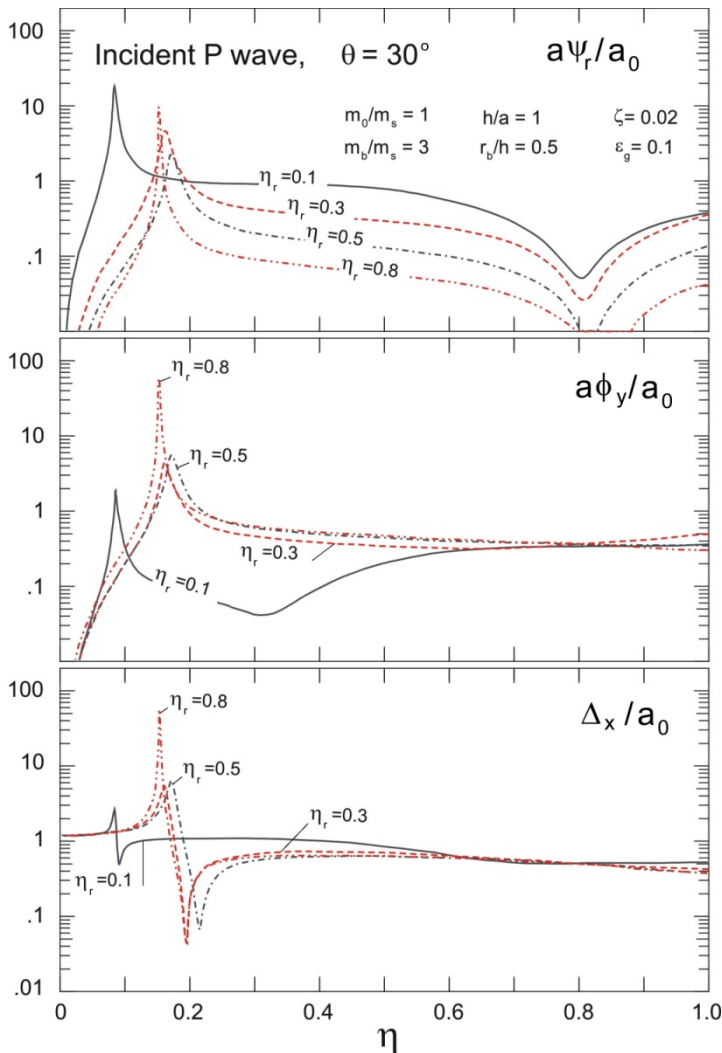 Incident P wave, θ = 30° aψr/a0
100
10
1
.1
m0/ms = 1 h/a = 1 ζ= 0.02
mb/ms = 3 rb/h = 0.5 εg= 0.1
ηr=0.1
ηr=0.3
ηr=0.5
ηr=0.8
100
10
1
.1
aϕy/a0
ηr=0.8
ηr=0.5
ηr=0.3
ηr=0.1
100
10
1
.1
.01
Δx/a0
ηr=0.8
ηr=0.5
ηr=0.3
ηr=0.1
0 0.2 0.4 0.6 0.8 1.0
η